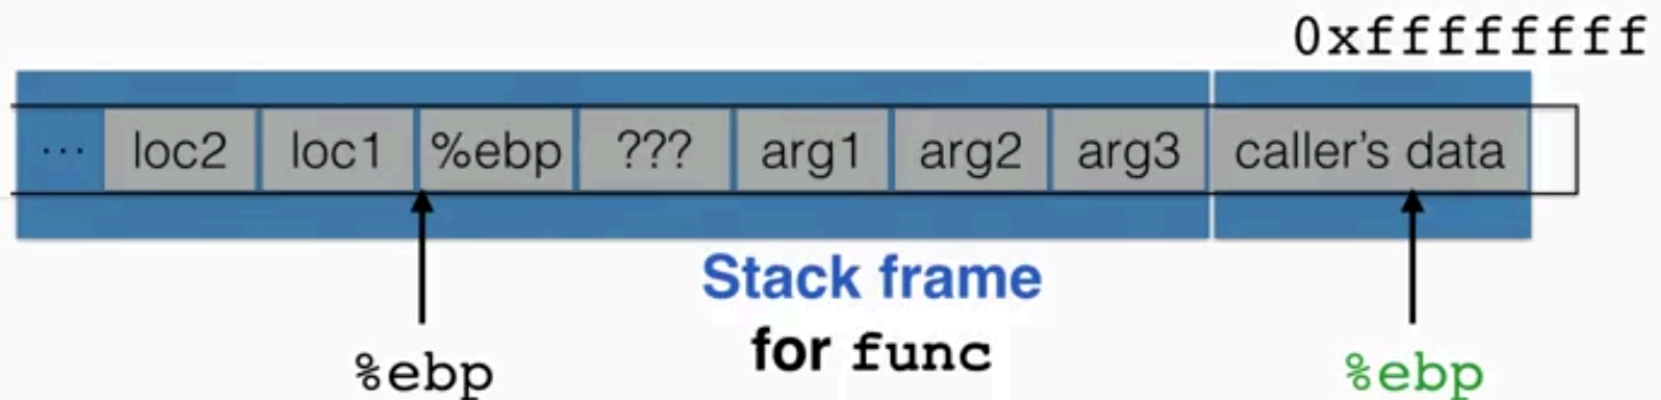 0xffffffff
... loc2 loc1 %ebp ??? arg1 arg2 arg3 caller's data
Stack frame
for func
%ebp %ebp